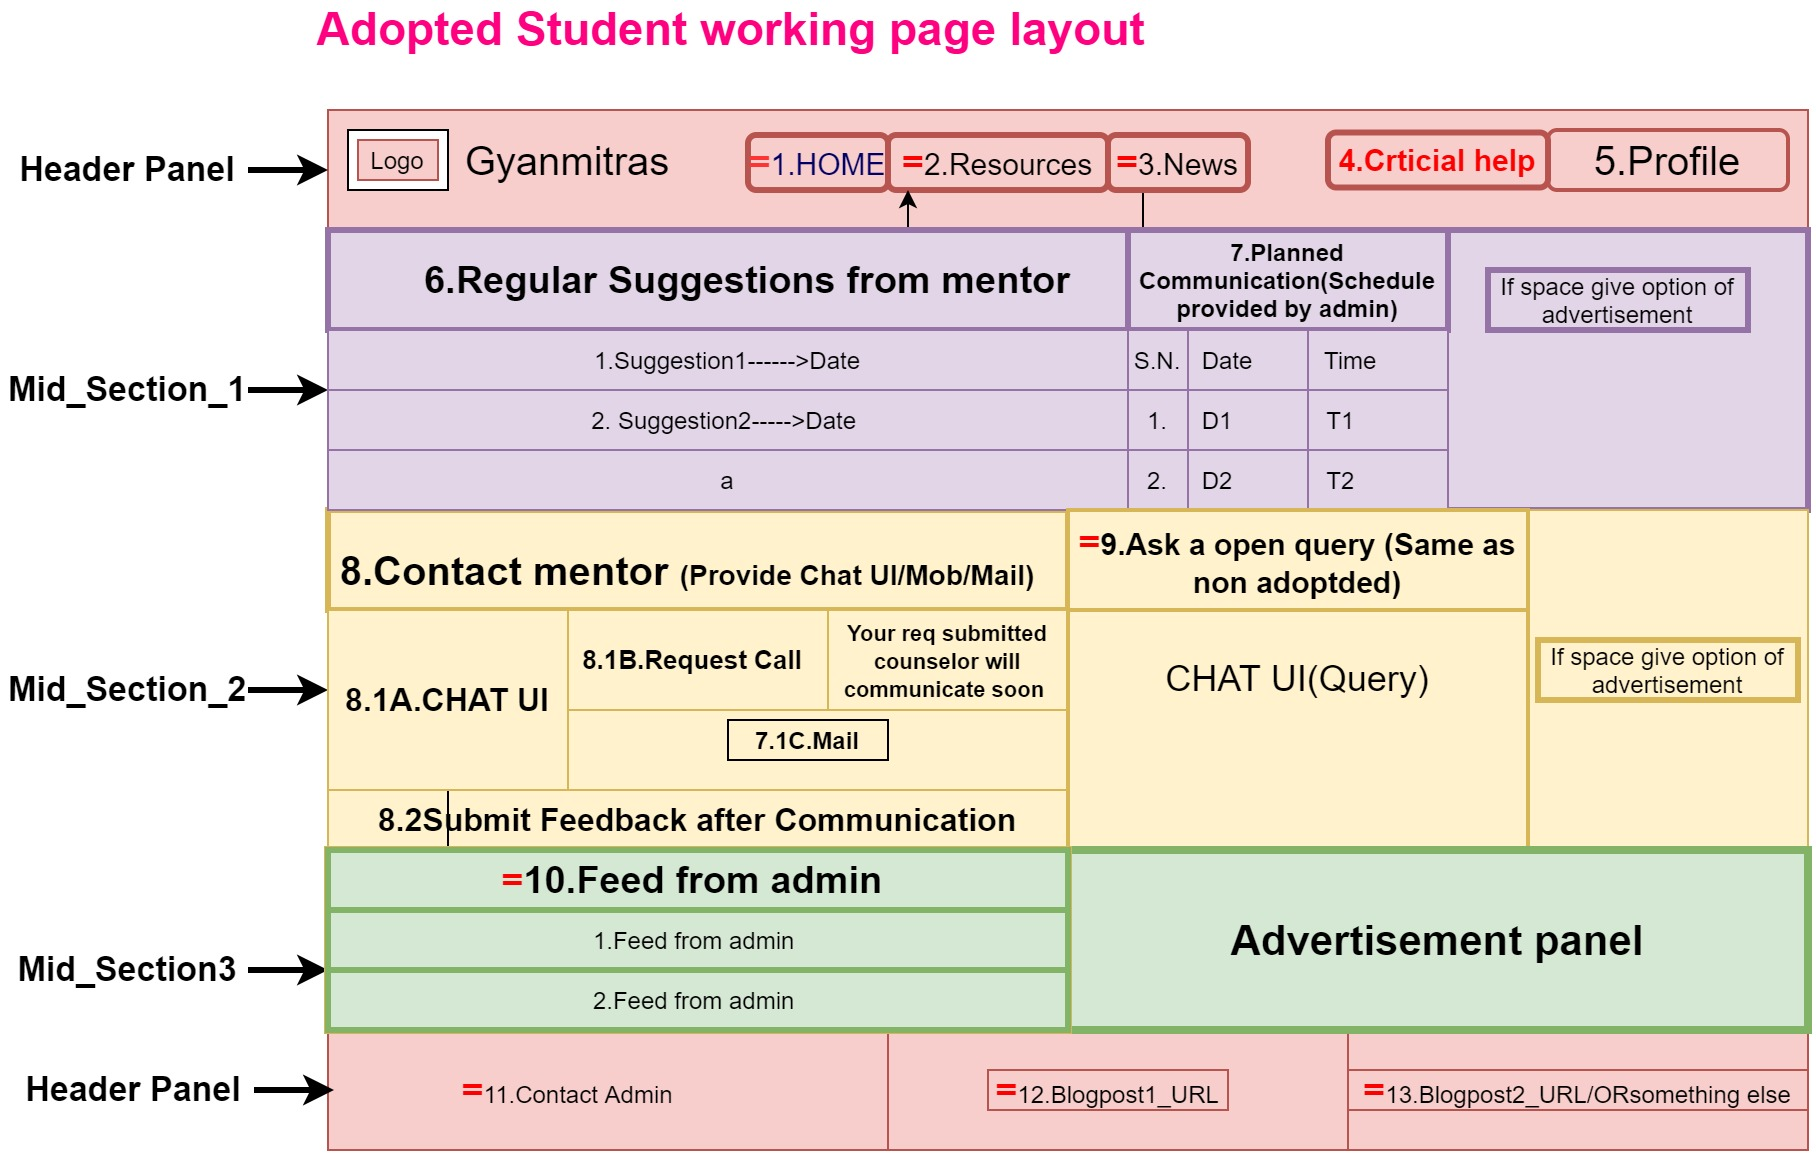 Adopted Student working page layout
Header Panel
Logo
Gyanmitras
=1.HOME
=2.Resources
=3.News
4.Crticial help
5.Profile
6.Regular Suggestions from mentor
7.Planned
Communication(Schedule
provided by admin)
If space give option of
advertisement
Mid_Section_1
1.Suggestion1------>Date
S.N.
Date
Time
2. Suggestion2----->Date
1.
D1
T1
a
2.
D2
T2
8.Contact mentor (Provide Chat UI/Mob/Mail)
=9.Ask a open query (Same as
non adoptded)
Mid_Section_2
8.1A.CHAT UI
8.1B.Request Call
Your req submitted
counselor will
communicate soon
7.1C.Mail
CHAT UI(Query)
If space give option of
advertisement
8.2Submit Feedback after Communication
Mid_Section3
=10.Feed from admin
1.Feed from admin
2.Feed from admin
Advertisement panel
Header Panel
=11.Contact Admin
=12.Blogpost1_URL
=13.Blogpost2_URL/ORsomething else